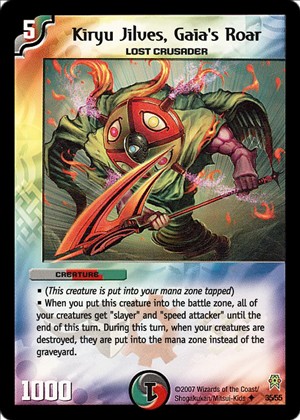 5
Kiryu Jilves, Gaia's Roar
LOST CRUSADER
CREATURE
▪ (This creature is put into your mana zone tapped)
▪ When you put this creature into the battle zone, all of
your creatures get "slayer" and "speed attacker" until
the end of this turn. During this turn, when your creatures
are destroyed, they are put into the mana zone instead of the
graveyard.
1000
1
©2007 Wizards of the Coast/
Shogakukan/Mitsui-Kids
35/55